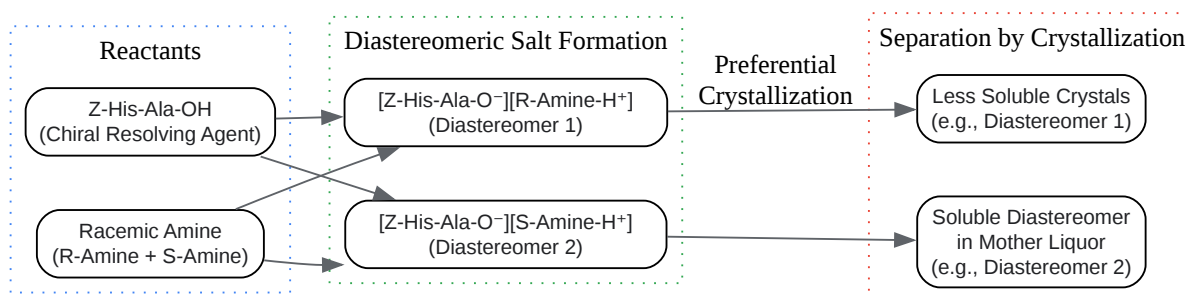 Reactants
Z-His-Ala-OH
(Chiral Resolving Agent)
Racemic Amine
(R-Amine + S-Amine)
Diastereomeric Salt Formation
[Z-His-Ala-O⁻][R-Amine-H⁺]
(Diastereomer 1)
[Z-His-Ala-O⁻][S-Amine-H⁺]
(Diastereomer 2)
Preferential
Crystallization
Separation by Crystallization
Less Soluble Crystals
(e.g., Diastereomer 1)
Soluble Diastereomer
in Mother Liquor
(e.g., Diastereomer 2)